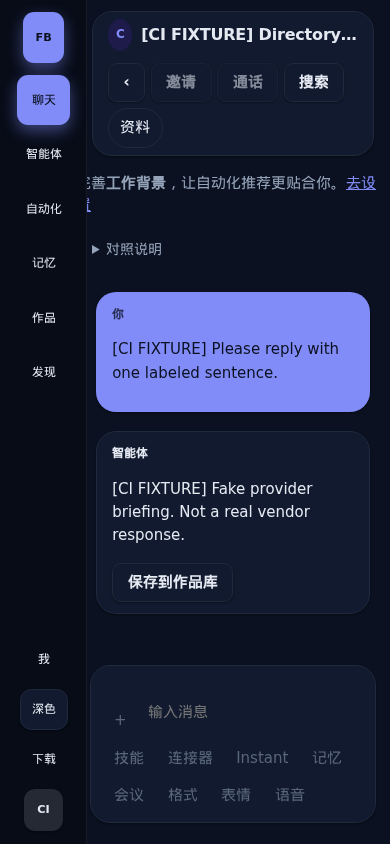 FB
聊天
智能体
自动化
记忆
作品
发现
我
深色
下载
CI
C
[CI FIXTURE] Directory...
‹
邀请
通话
搜索
资料
善工作背景，让自动化推荐更贴合你。去设
▶ 对照说明
你
[CI FIXTURE] Please reply with
one labeled sentence.
智能体
[CI FIXTURE] Fake provider
briefing. Not a real vendor
response.
保存到作品库
+
输入消息
技能 连接器 Instant 记忆
会议 格式 表情 语音